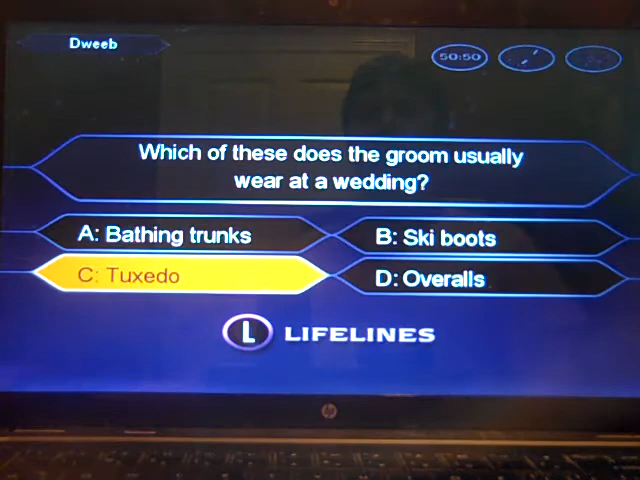 Dweeb
50:50
Which of these does the groom usually
wear at a wedding?
A: Bathing trunks
B: Ski boots
C: Tuxedo
D: Overalls
L LIFELINES
hp